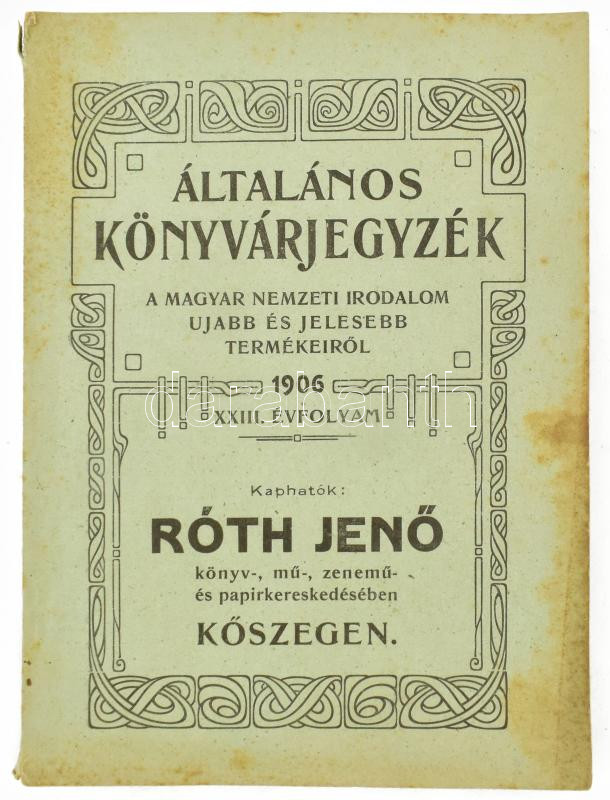 ÁLTALÁNOS
KÖNYVÁRJEGYZÉK
A MAGYAR NEMZETI IRODALOM
UJABB ÉS JELESEBB
TERMÉKEIRŐL
1906
darabanth
XXIII. ÉVFOLYAM
Kaphatók:
RÓTH JENŐ
könyv-, mű-, zenemű-
és papirkereskedésében
KŐSZEGEN.